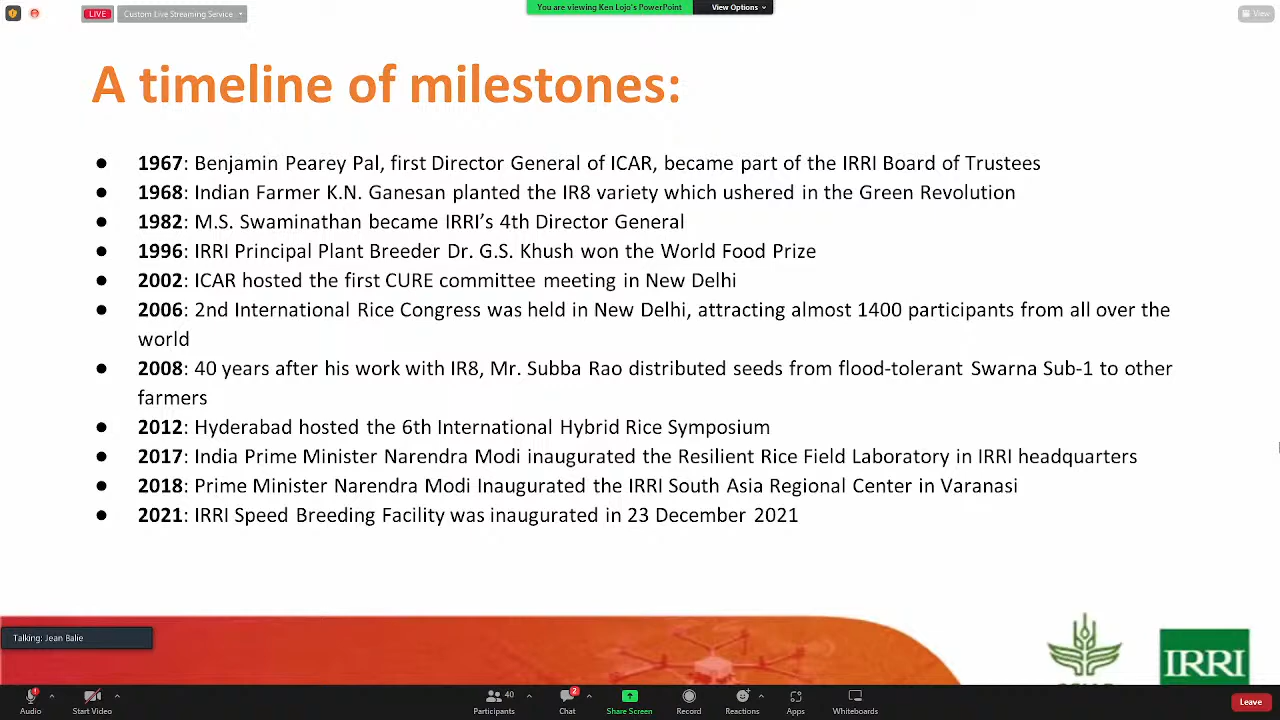 LIVE
Custom Live Streaming Service
You are viewing Ken Lojo's PowerPoint
View Options
View
A timeline of milestones:
● 1967: Benjamin Pearey Pal, first Director General of ICAR, became part of the IRRI Board of Trustees
● 1968: Indian Farmer K.N. Ganesan planted the IR8 variety which ushered in the Green Revolution
● 1982: M.S. Swaminathan became IRRI’s 4th Director General
● 1996: IRRI Principal Plant Breeder Dr. G.S. Khush won the World Food Prize
● 2002: ICAR hosted the first CURE committee meeting in New Delhi
● 2006: 2nd International Rice Congress was held in New Delhi, attracting almost 1400 participants from all over the
world
● 2008: 40 years after his work with IR8, Mr. Subba Rao distributed seeds from flood-tolerant Swarna Sub-1 to other
farmers
● 2012: Hyderabad hosted the 6th International Hybrid Rice Symposium
● 2017: India Prime Minister Narendra Modi inaugurated the Resilient Rice Field Laboratory in IRRI headquarters
● 2018: Prime Minister Narendra Modi Inaugurated the IRRI South Asia Regional Center in Varanasi
● 2021: IRRI Speed Breeding Facility was inaugurated in 23 December 2021
Talking: Jean Balie
IRRI
Audio
Start Video
Participants
40
Chat
2
Share Screen
Record
Reactions
Apps
Whiteboards
Leave